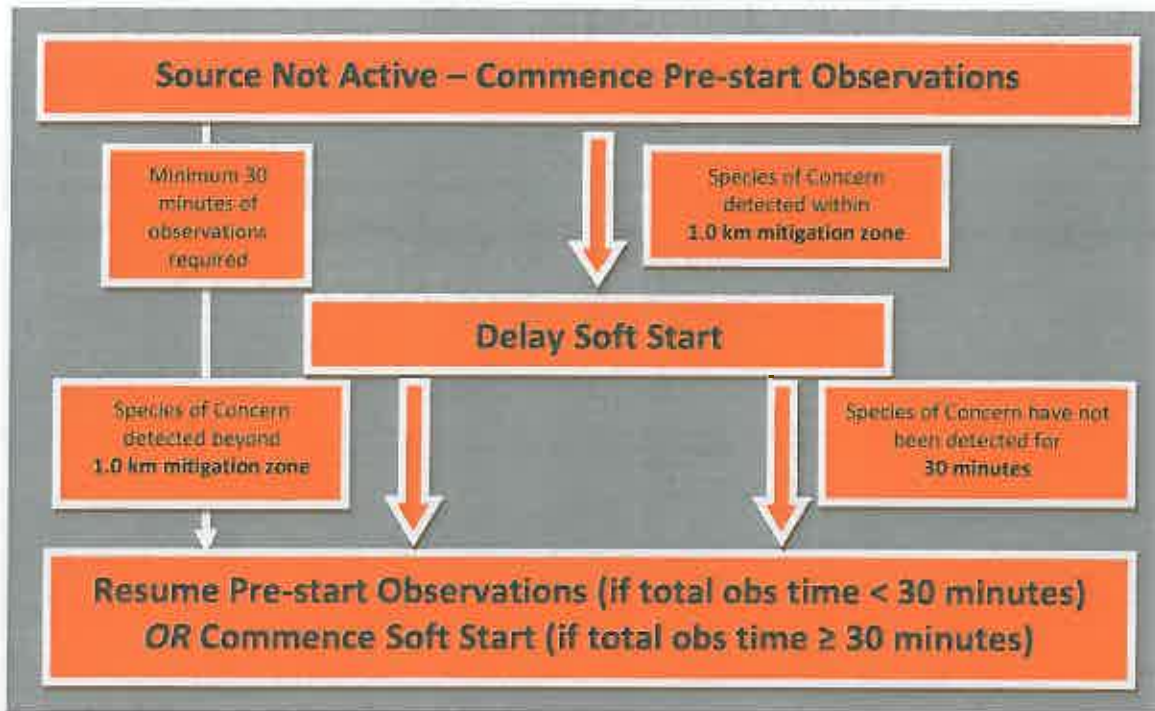 Source Not Active – Commence Pre-start Observations
Minimum 30
minutes of
observations
required
Species of Concern
detected within
1.0 km mitigation zone
Delay Soft Start
Species of Concern
detected beyond
1.0 km mitigation zone
Species of Concern have not
been detected for
30 minutes
Resume Pre-start Observations (if total obs time < 30 minutes)
OR Commence Soft Start (if total obs time ≥ 30 minutes)